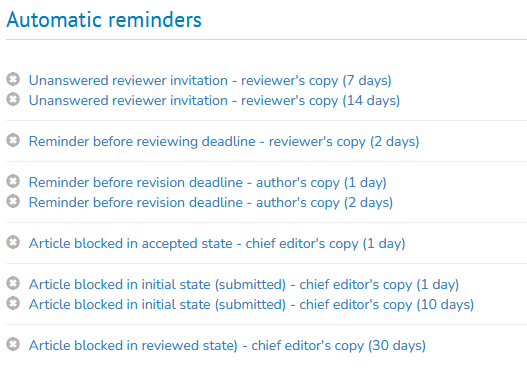 Automatic reminders
Unanswered reviewer invitation - reviewer's copy (7 days)
Unanswered reviewer invitation - reviewer's copy (14 days)
Reminder before reviewing deadline - reviewer's copy (2 days)
Reminder before revision deadline - author's copy (1 day)
Reminder before revision deadline - author's copy (2 days)
Article blocked in accepted state - chief editor's copy (1 day)
Article blocked in initial state (submitted) - chief editor's copy (1 day)
Article blocked in initial state (submitted) - chief editor's copy (10 days)
Article blocked in reviewed state) - chief editor's copy (30 days)